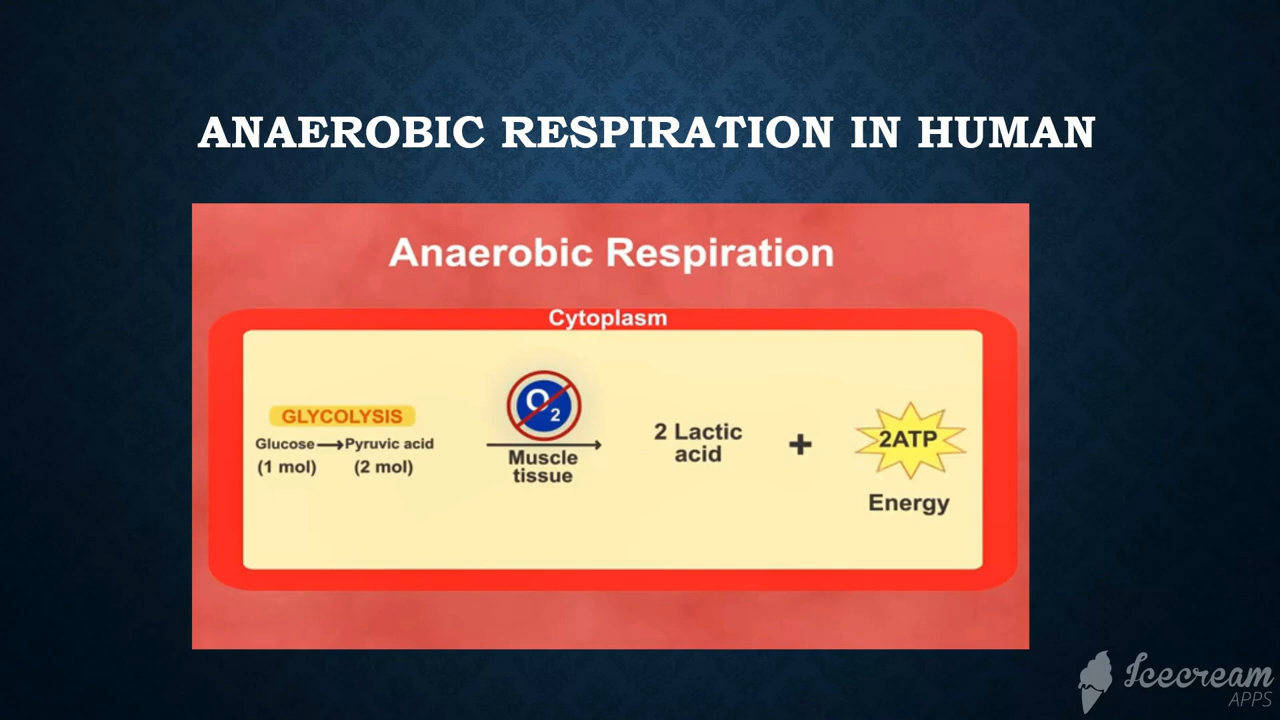 ANAEROBIC RESPIRATION IN HUMAN
Anaerobic Respiration
Cytoplasm
GLYCOLYSIS
Glucose → Pyruvic acid
(1 mol) (2 mol)
O2
Muscle
tissue
2 Lactic
acid
+
2ATP
Energy
Icecream
APPS